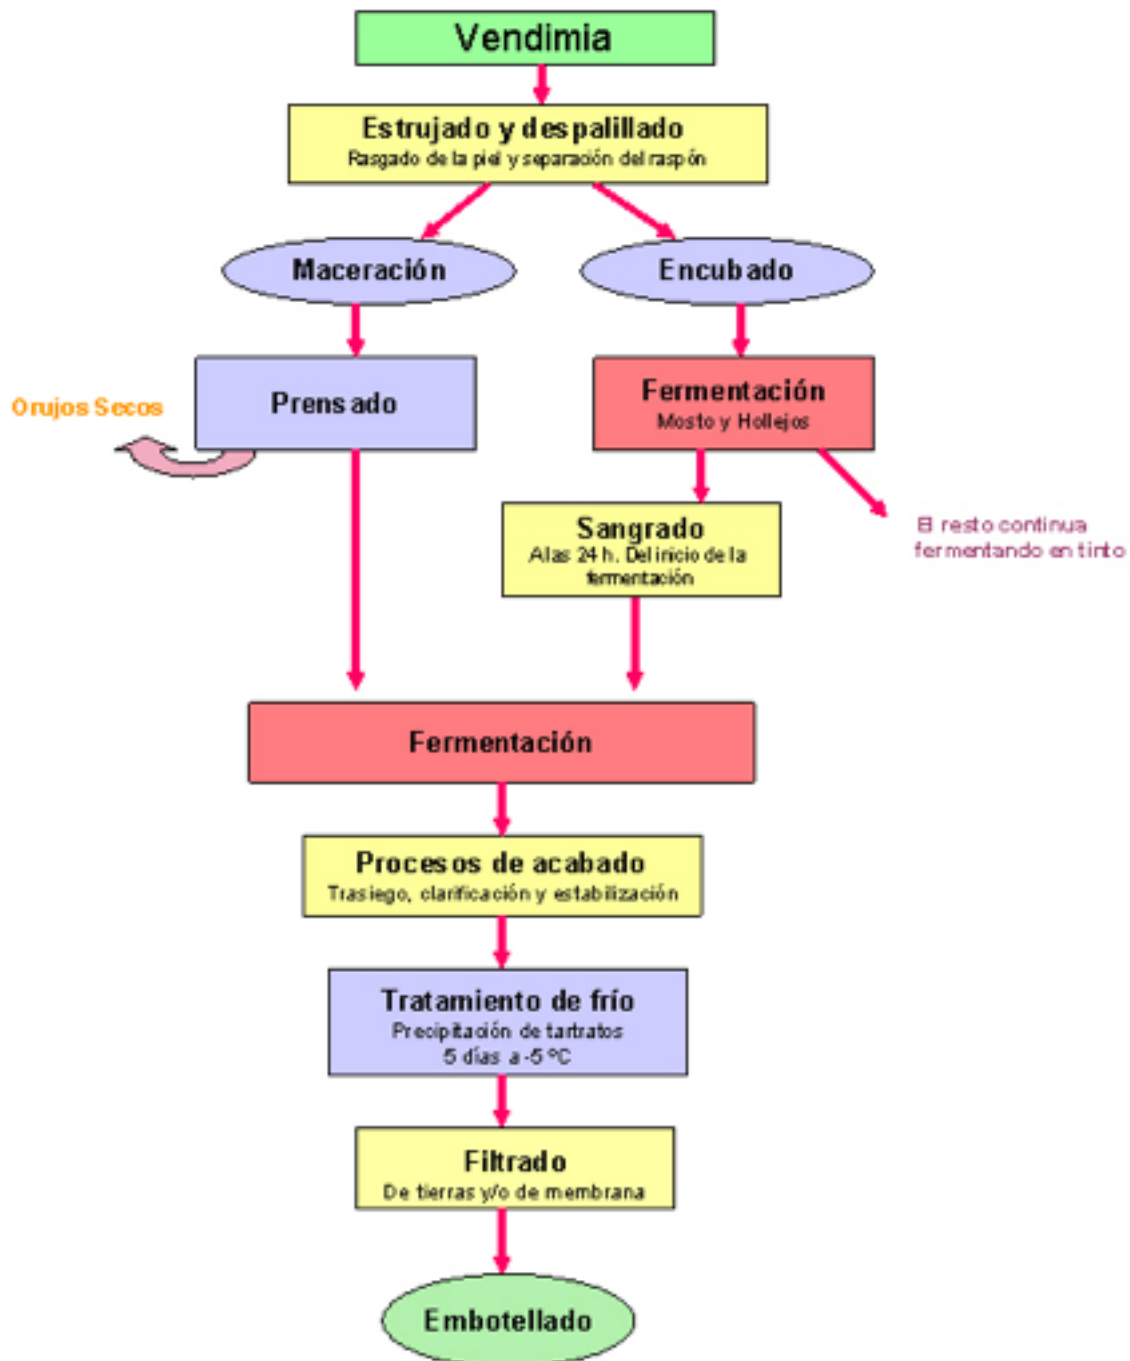 Vendimia
Estrujado y despalillado
Rasgado de la piel y separación del raspón
Maceración
Encubado
Orujos Secos
Prensado
Fermentación
Mosto y Hollejos
Sangrado
A las 24 h. Del inicio de la
fermentación
El resto continua
fermentando en tinto
Fermentación
Procesos de acabado
Trasiego, clarificación y estabilización
Tratamiento de frío
Precipitación de tartratos
5 días a -5 ºC
Filtrado
De tierras y/o de membrana
Embotellado